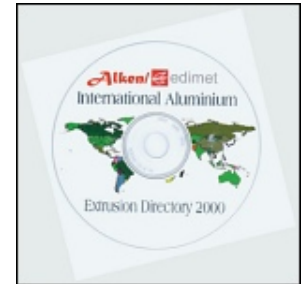 Alken/ edimet
International Aluminium
Extrusion Directory 2000